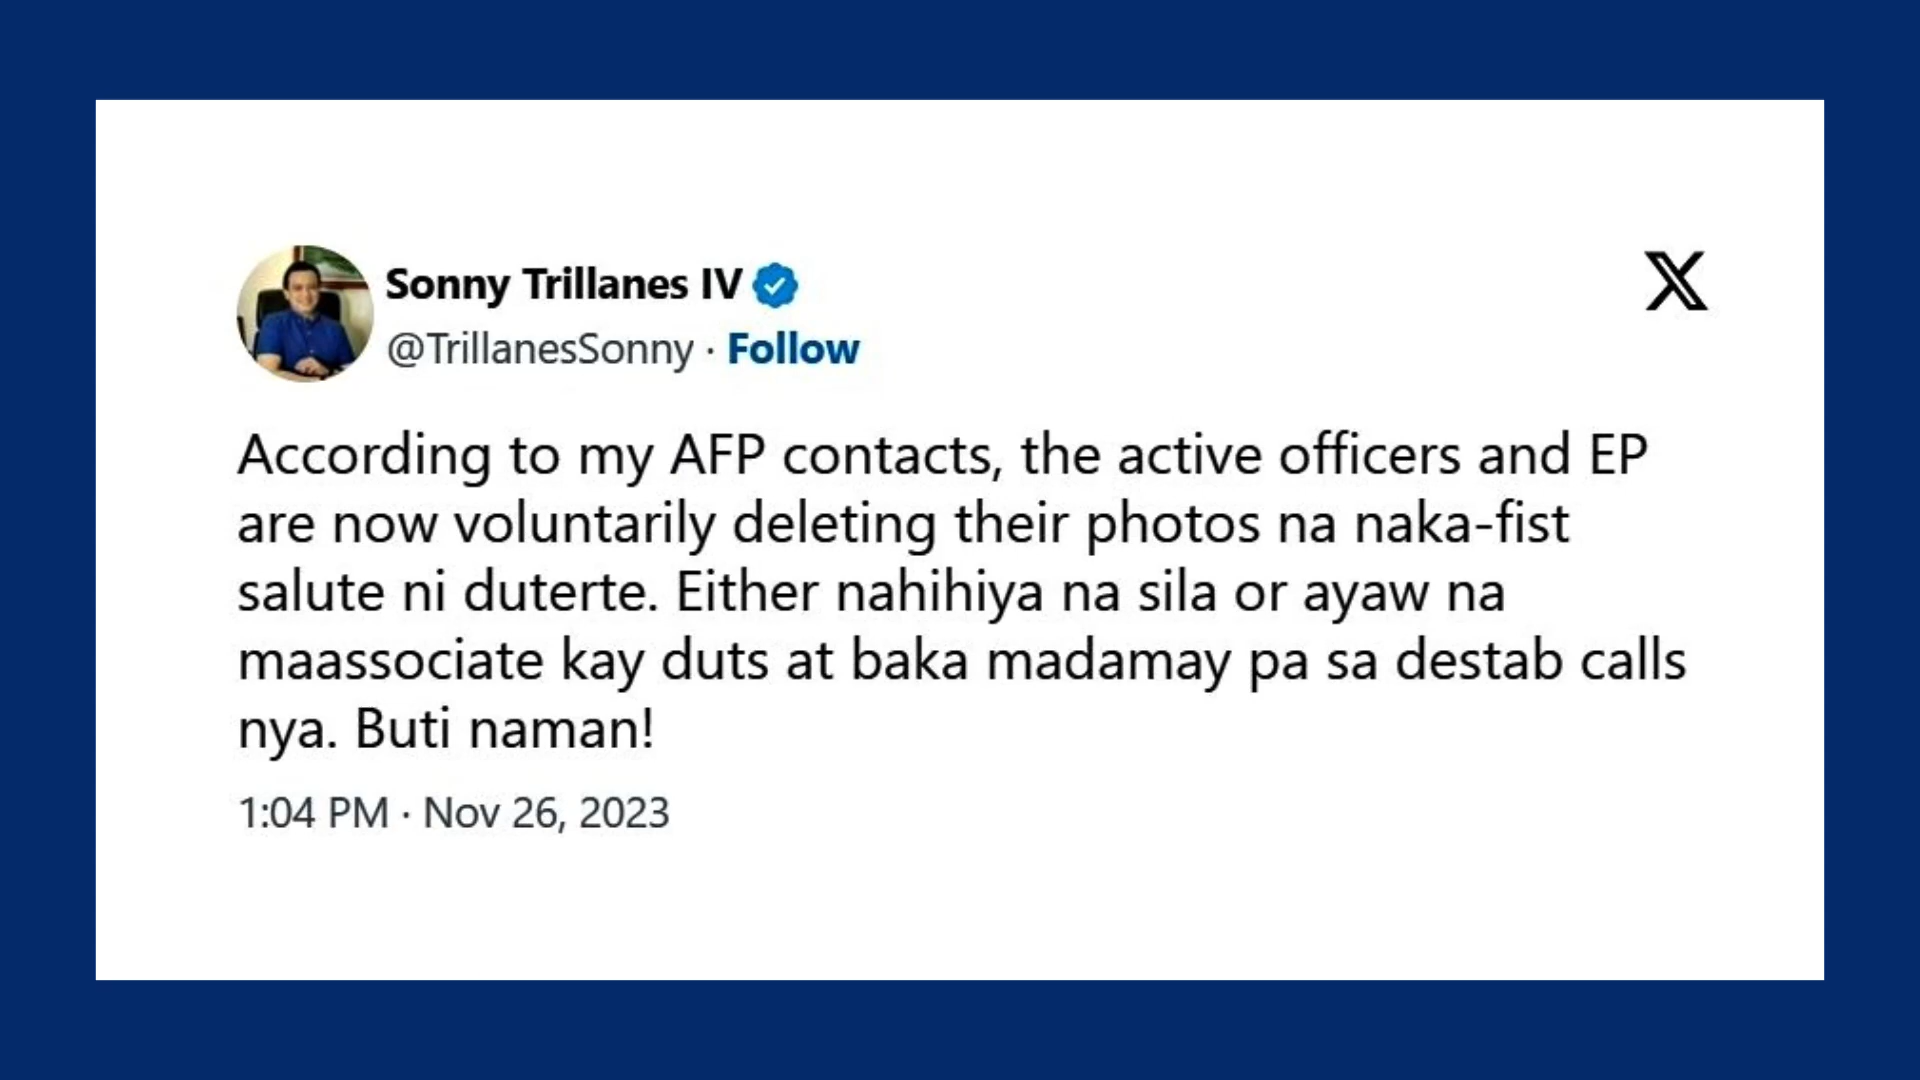 Sonny Trillanes IV
@TrillanesSonny · Follow
According to my AFP contacts, the active officers and EP
are now voluntarily deleting their photos na naka-fist
salute ni duterte. Either nahihiya na sila or ayaw na
maassociate kay duts at baka madamay pa sa destab calls
nya. Buti naman!
1:04 PM · Nov 26, 2023